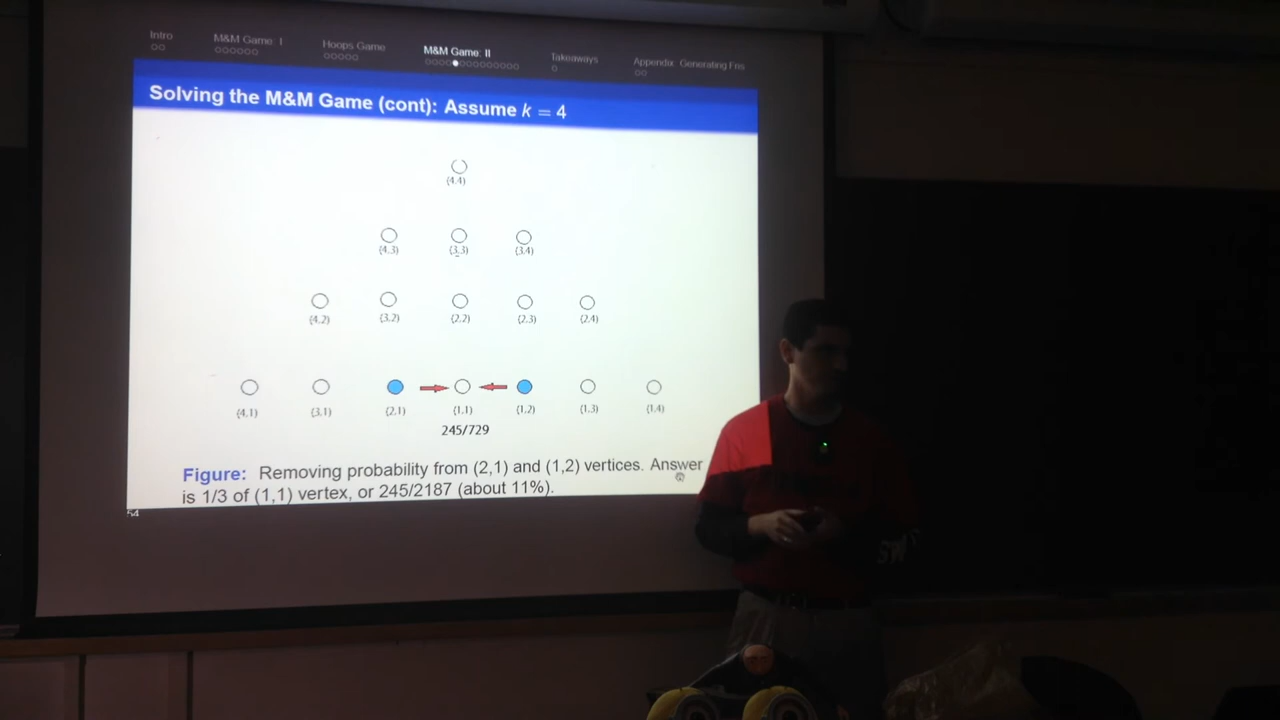 Intro M&M Game: I Hoops Game M&M Game: II Takeaways Appendix Generating Fns
Solving the M&M Game (cont): Assume k = 4
(4,4)
(4,3) (3,3) (3,4)
(4,2) (3,2) (2,2) (2,3) (2,4)
(4,1) (3,1) (2,1) (1,1) (1,2) (1,3) (1,4)
245/729
Figure: Removing probability from (2,1) and (1,2) vertices. Answer
is 1/3 of (1,1) vertex, or 245/2187 (about 11%).
54